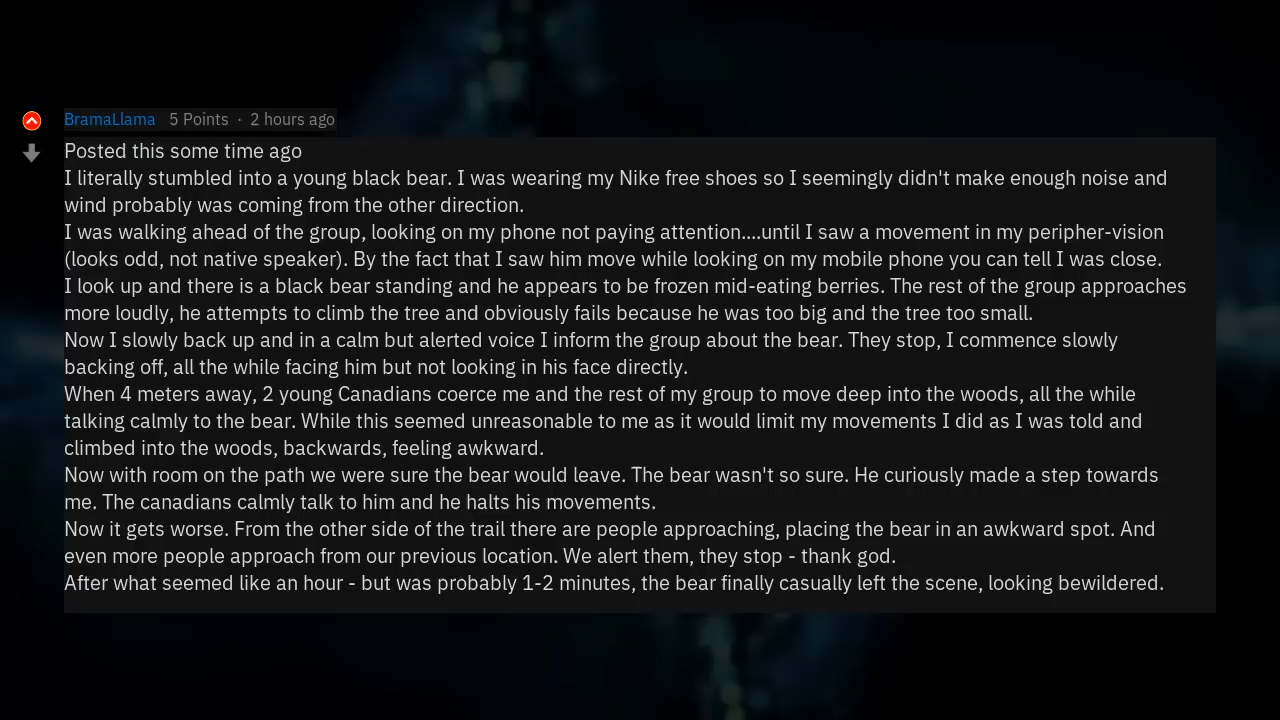 BramaLlama 5 Points · 2 hours ago
Posted this some time ago
I literally stumbled into a young black bear. I was wearing my Nike free shoes so I seemingly didn't make enough noise and
wind probably was coming from the other direction.
I was walking ahead of the group, looking on my phone not paying attention....until I saw a movement in my peripher-vision
(looks odd, not native speaker). By the fact that I saw him move while looking on my mobile phone you can tell I was close.
I look up and there is a black bear standing and he appears to be frozen mid-eating berries. The rest of the group approaches
more loudly, he attempts to climb the tree and obviously fails because he was too big and the tree too small.
Now I slowly back up and in a calm but alerted voice I inform the group about the bear. They stop, I commence slowly
backing off, all the while facing him but not looking in his face directly.
When 4 meters away, 2 young Canadians coerce me and the rest of my group to move deep into the woods, all the while
talking calmly to the bear. While this seemed unreasonable to me as it would limit my movements I did as I was told and
climbed into the woods, backwards, feeling awkward.
Now with room on the path we were sure the bear would leave. The bear wasn't so sure. He curiously made a step towards
me. The canadians calmly talk to him and he halts his movements.
Now it gets worse. From the other side of the trail there are people approaching, placing the bear in an awkward spot. And
even more people approach from our previous location. We alert them, they stop - thank god.
After what seemed like an hour - but was probably 1-2 minutes, the bear finally casually left the scene, looking bewildered.